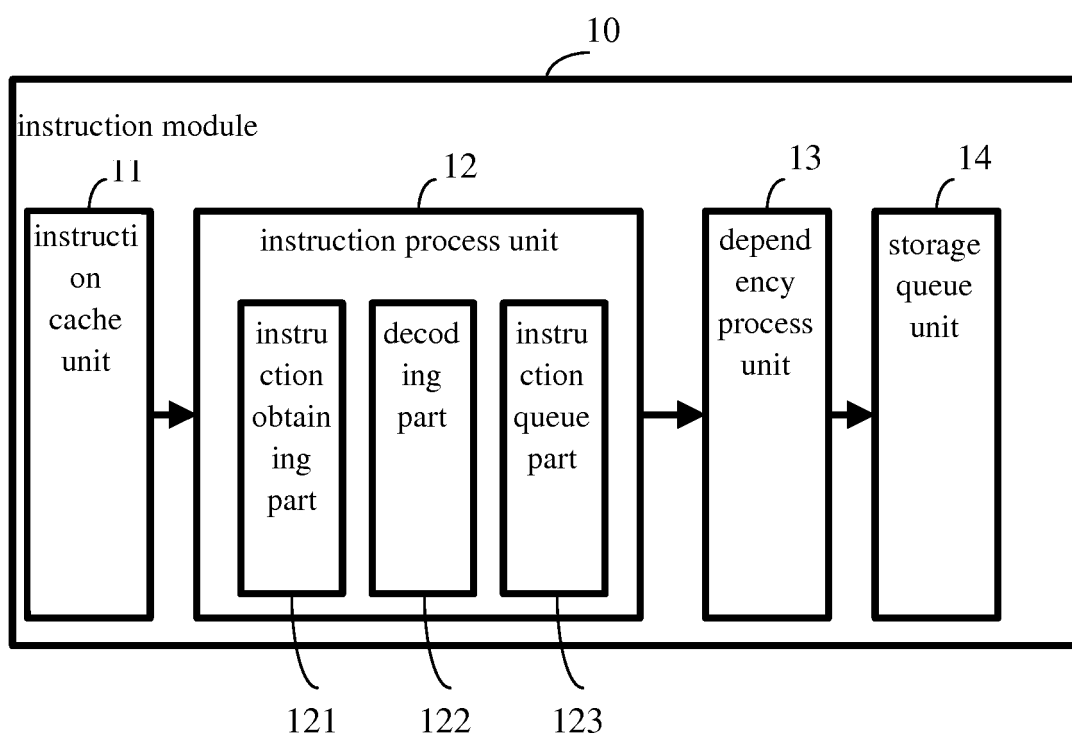 10
instruction module
11
12
13
14
instructi
on
cache
unit
instruction process unit
instru
ction
obtain
ing
part
decod
ing
part
instru
ction
queue
part
depend
ency
process
unit
storage
queue
unit
121
122
123